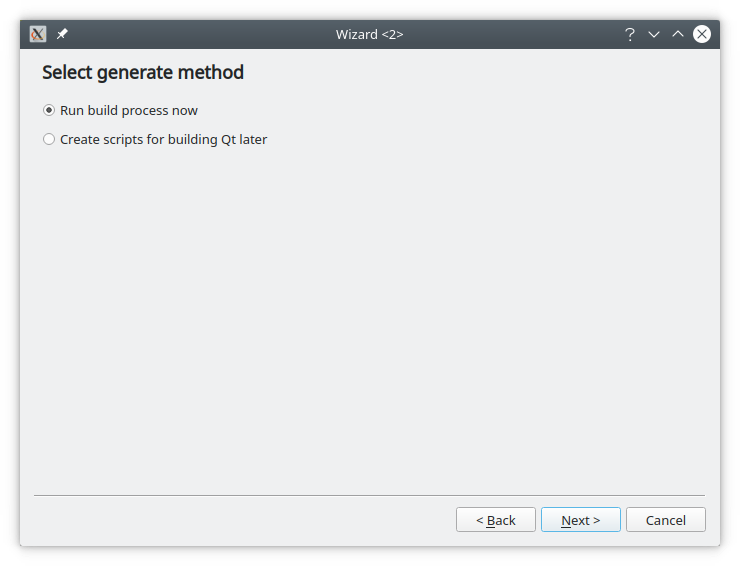 Wizard <2>
Select generate method
Run build process now
Create scripts for building Qt later
< Back
Next >
Cancel